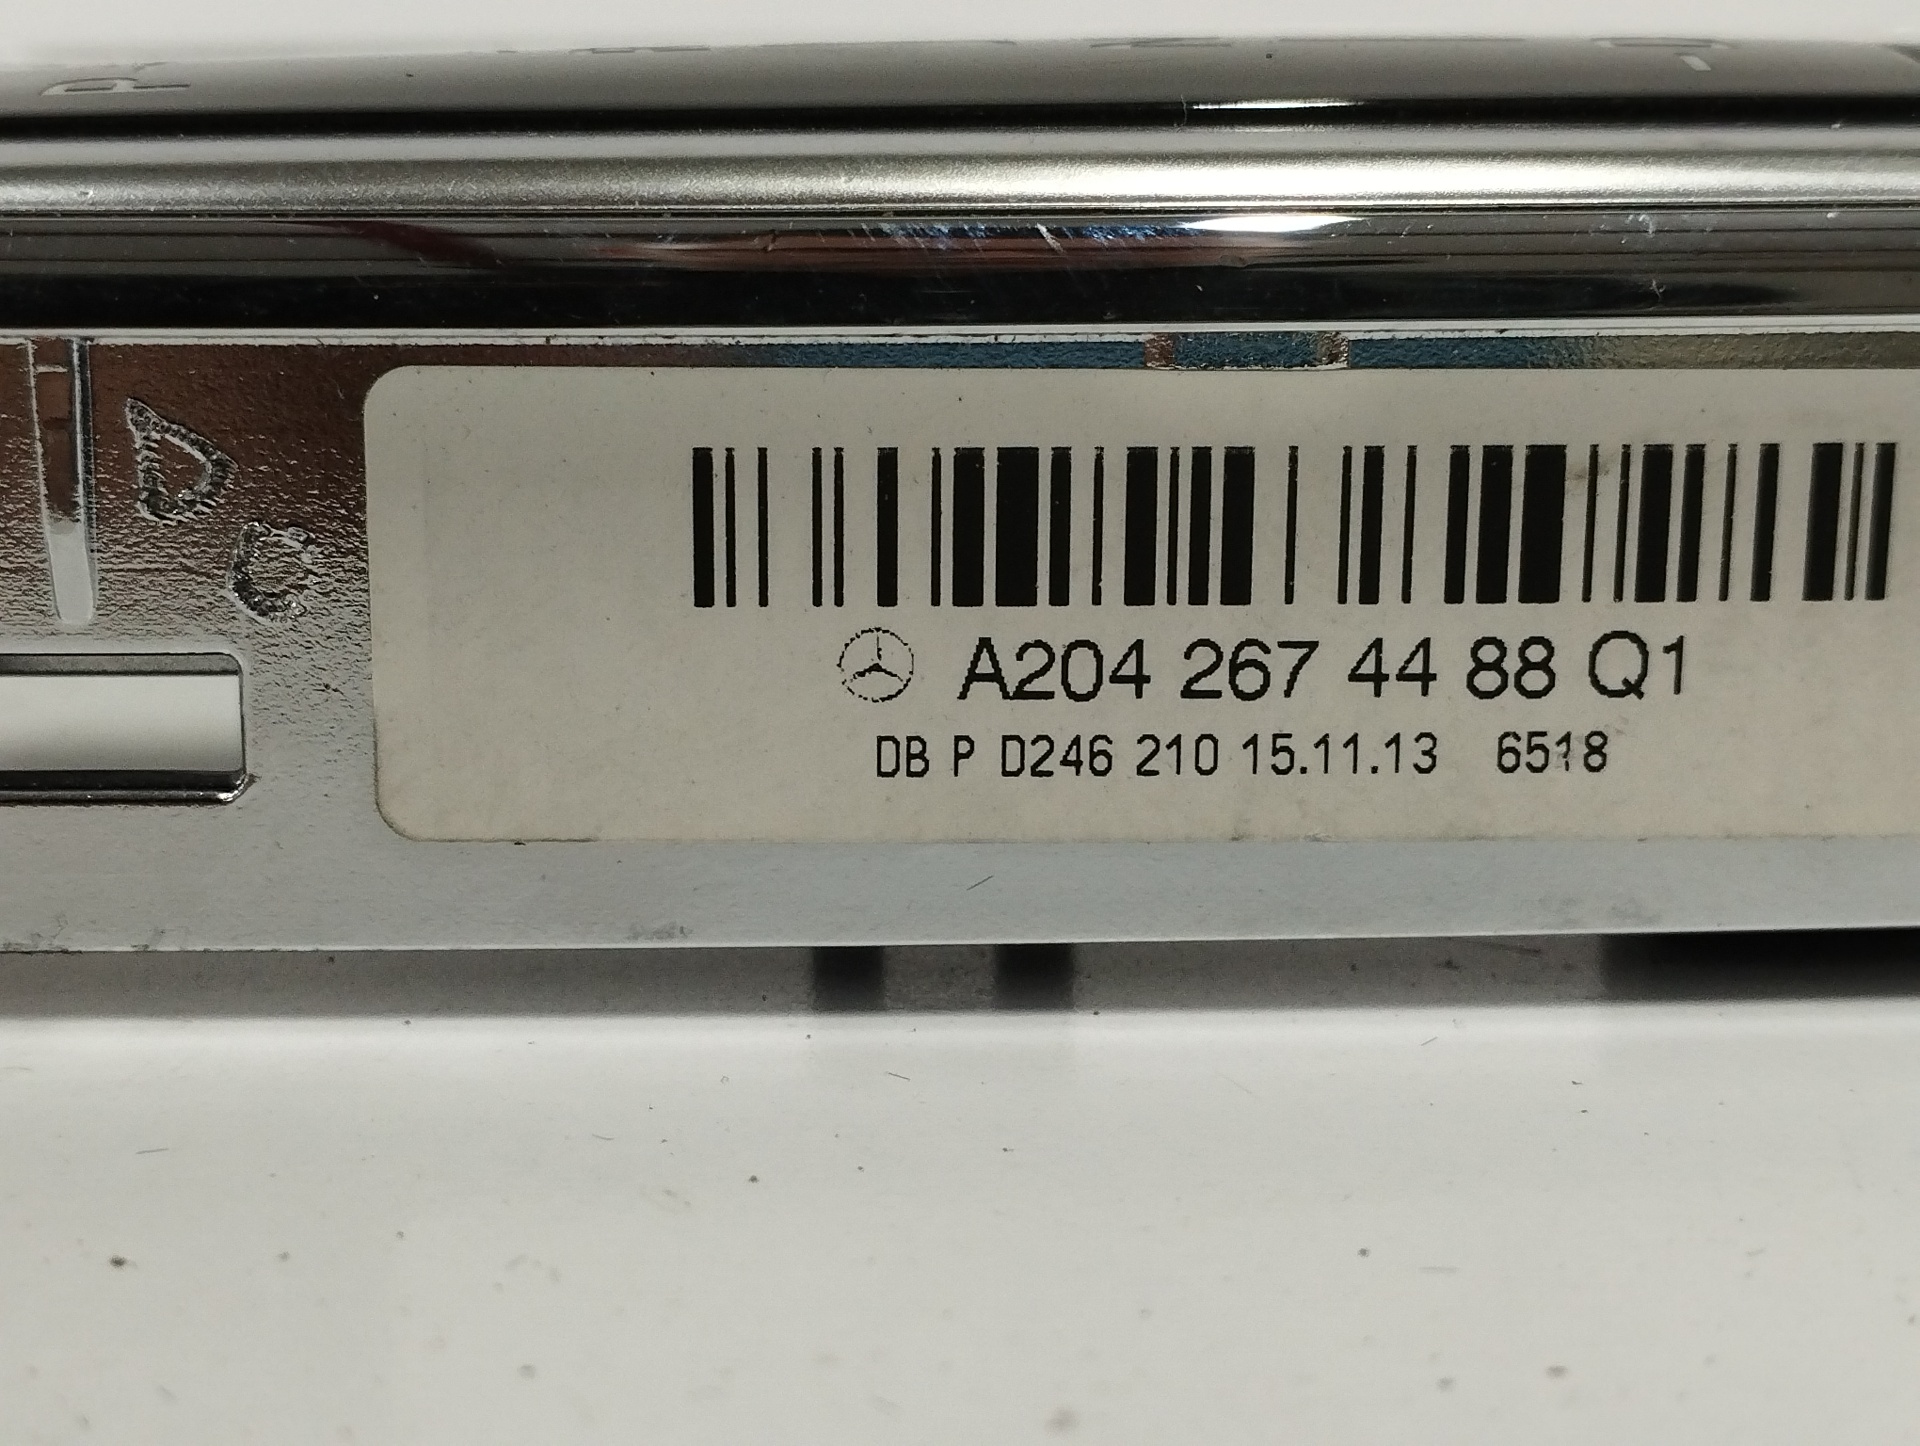 A204 267 44 88 Q1
DB P D246 210 15.11.13 6518